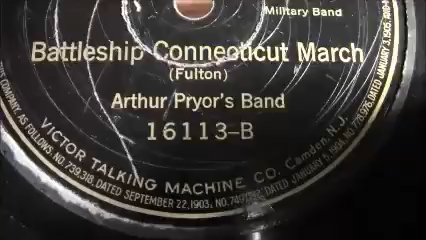 Military Band
Battleship Connecticut March
(Fulton)
Arthur Pryor's Band
16113-B
VICTOR TALKING MACHINE CO. Camden, N.J.
THIS COMPANY AS FOLLOWS: NO. 739,318, DATED SEPTEMBER 22, 1903, NO. DATED JANUARY 5, 1904, NO. 778,976, DATED JANUARY 3, 1905, AND